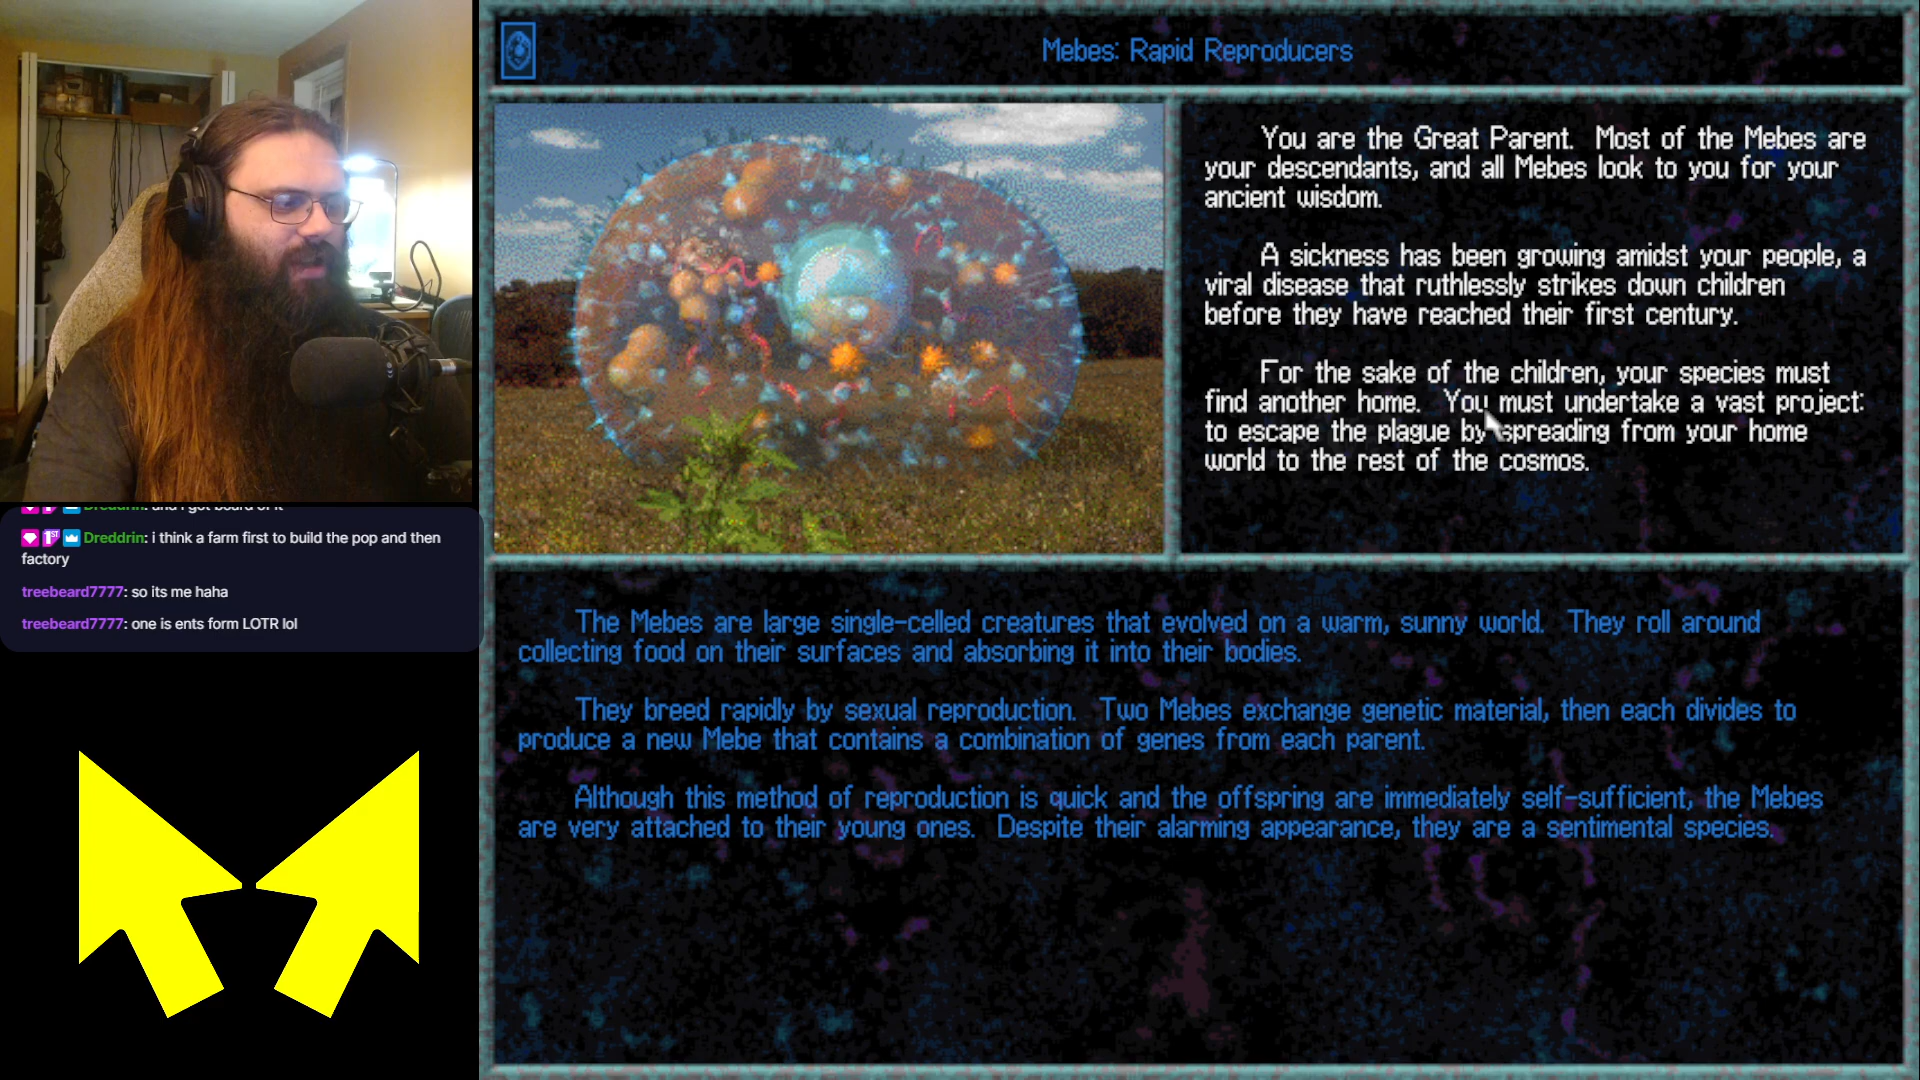 Mebes: Rapid Reproducers
You are the Great Parent. Most of the Mebes are
your descendants, and all Mebes look to you for your
ancient wisdom.
A sickness has been growing amidst your people, a
viral disease that ruthlessly strikes down children
before they have reached their first century.
For the sake of the children, your species must
find another home. You must undertake a vast project:
to escape the plague by spreading from your home
world to the rest of the cosmos.
The Mebes are large single-celled creatures that evolved on a warm, sunny world. They roll around
collecting food on their surfaces and absorbing it into their bodies.
They breed rapidly by sexual reproduction. Two Mebes exchange genetic material, then each divides to
produce a new Mebe that contains a combination of genes from each parent.
Although this method of reproduction is quick and the offspring are immediately self-sufficient, the Mebes
are very attached to their young ones. Despite their alarming appearance, they are a sentimental species.
Dreddrin: and i got beard of it
1ST Dreddrin: i think a farm first to build the pop and then
factory
treebeard7777: so its me haha
treebeard7777: one is ents form LOTR lol